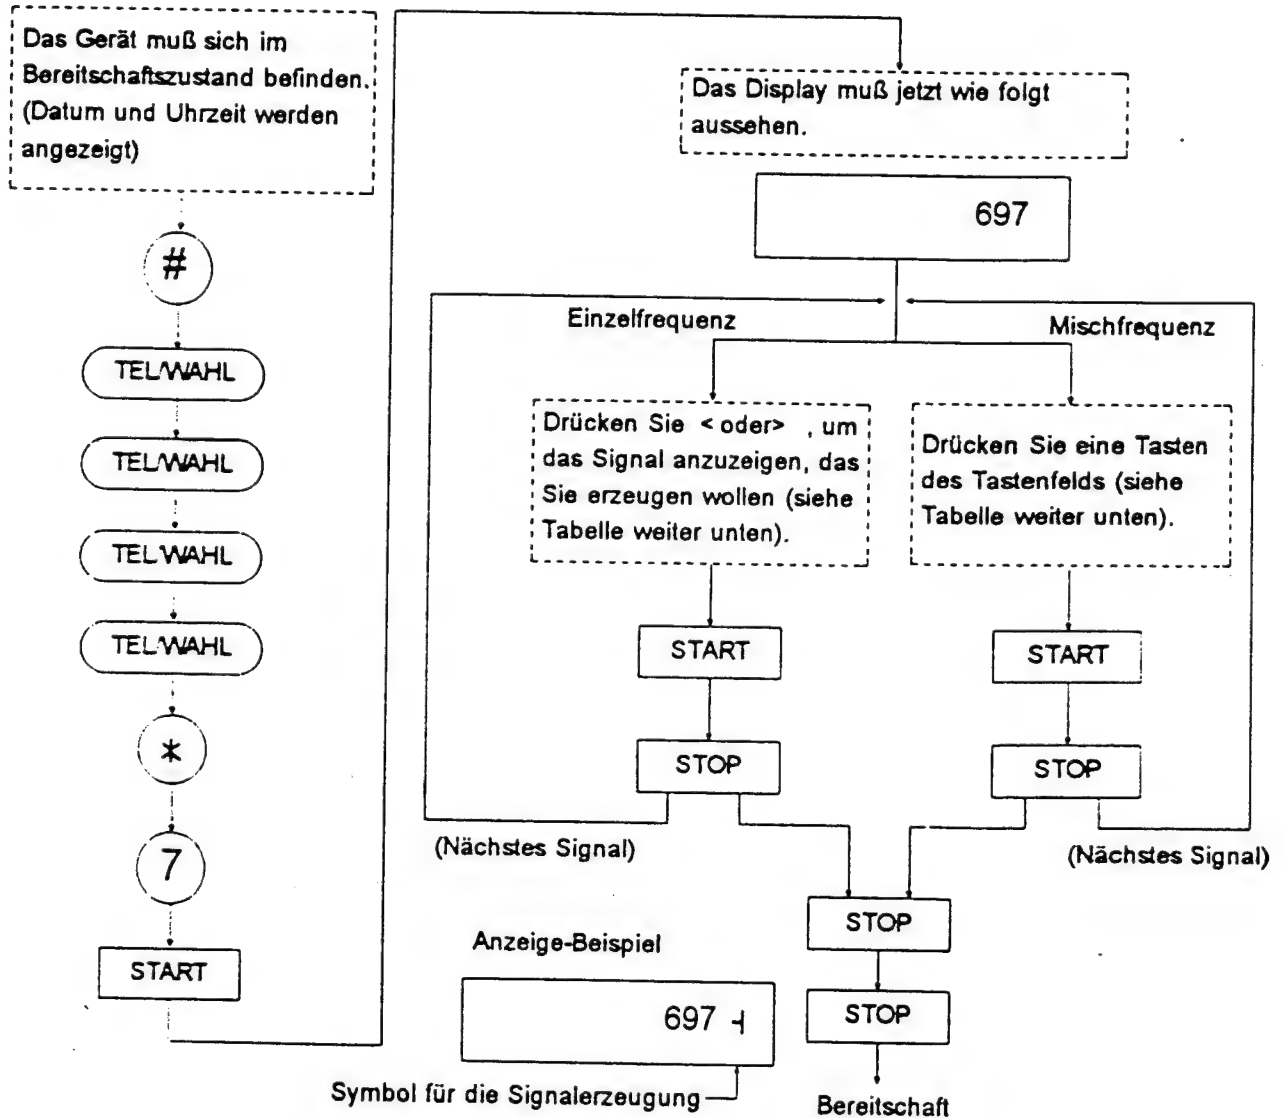 Das Gerät muß sich im
Bereitschaftszustand befinden.
(Datum und Uhrzeit werden
angezeigt)
#
TEL/WAHL
TEL/WAHL
TEL/WAHL
TEL/WAHL
*
7
START
Das Display muß jetzt wie folgt
aussehen.
697
Einzelfrequenz
Mischfrequenz
Drücken Sie < oder> , um
das Signal anzuzeigen, das
Sie erzeugen wollen (siehe
Tabelle weiter unten).
START
STOP
(Nächstes Signal)
Drücken Sie eine Tasten
des Tastenfelds (siehe
Tabelle weiter unten).
START
STOP
(Nächstes Signal)
STOP
STOP
Bereitschaft
Anzeige-Beispiel
697 ⊣
Symbol für die Signalerzeugung